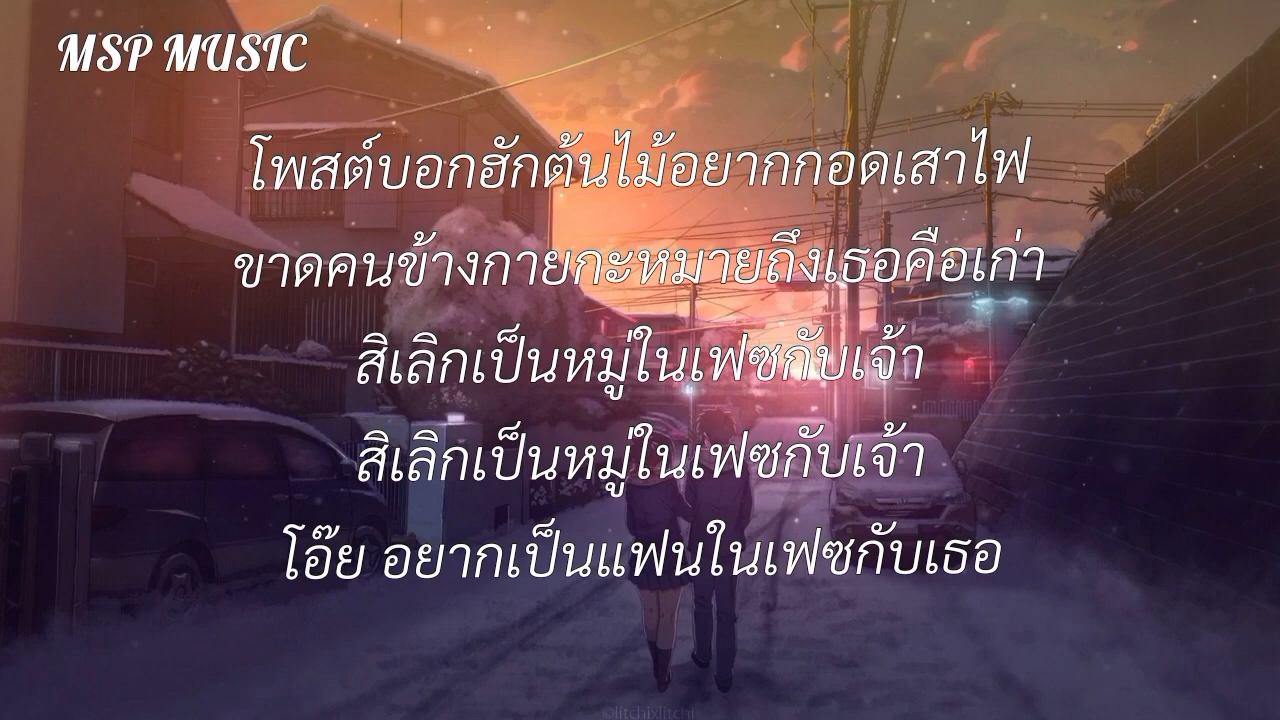 MSP MUSIC
โพสต์บอกฮักต้นไม้อยากกอดเสาไฟ
ขาดคนข้างกายกะหมายถึงเธอคือเก่า
สิเลิกเป็นหมู่ในเฟซกับเจ้า
สิเลิกเป็นหมู่ในเฟซกับเจ้า
โอ๊ย อยากเป็นแฟนในเฟซกับเธอ
©litchixlitchi